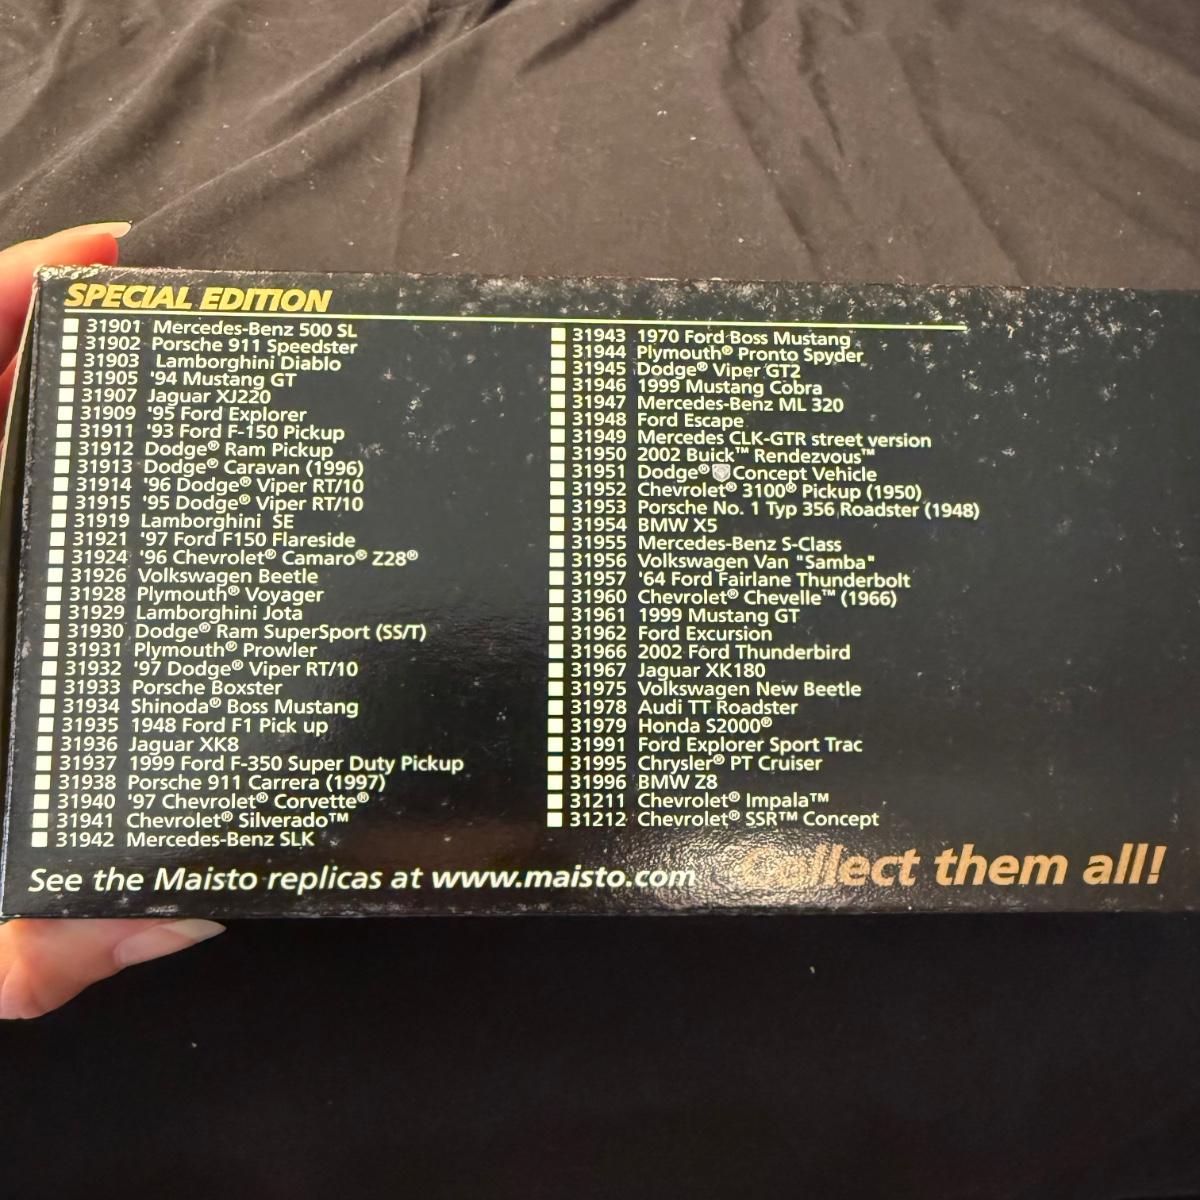 SPECIAL EDITION
31901 Mercedes-Benz 500 SL
31902 Porsche 911 Speedster
31903 Lamborghini Diablo
31905 '94 Mustang GT
31907 Jaguar XJ220
31909 '95 Ford Explorer
31911 '93 Ford F-150 Pickup
31912 Dodge® Ram Pickup
31913 Dodge® Caravan (1996)
31914 '96 Dodge® Viper RT/10
31915 '95 Dodge® Viper RT/10
31919 Lamborghini SE
31921 '97 Ford F150 Flareside
31924 '96 Chevrolet® Camaro® Z28®
31926 Volkswagen Beetle
31928 Plymouth® Voyager
31929 Lamborghini Jota
31930 Dodge® Ram SuperSport (SS/T)
31931 Plymouth® Prowler
31932 '97 Dodge® Viper RT/10
31933 Porsche Boxster
31934 Shinoda® Boss Mustang
31935 1948 Ford F1 Pick up
31936 Jaguar XK8
31937 1999 Ford F-350 Super Duty Pickup
31938 Porsche 911 Carrera (1997)
31940 '97 Chevrolet® Corvette®
31941 Chevrolet® Silverado™
31942 Mercedes-Benz SLK
31943 1970 Ford Boss Mustang
31944 Plymouth® Pronto Spyder
31945 Dodge® Viper GT2
31946 1999 Mustang Cobra
31947 Mercedes-Benz ML 320
31948 Ford Escape
31949 Mercedes CLK-GTR street version
31950 2002 Buick™ Rendezvous™
31951 Dodge® Concept Vehicle
31952 Chevrolet® 3100® Pickup (1950)
31953 Porsche No. 1 Typ 356 Roadster (1948)
31954 BMW X5
31955 Mercedes-Benz S-Class
31956 Volkswagen Van "Samba"
31957 '64 Ford Fairlane Thunderbolt
31960 Chevrolet® Chevelle™ (1966)
31961 1999 Mustang GT
31962 Ford Excursion
31966 2002 Ford Thunderbird
31967 Jaguar XK180
31975 Volkswagen New Beetle
31978 Audi TT Roadster
31979 Honda S2000®
31991 Ford Explorer Sport Trac
31995 Chrysler® PT Cruiser
31996 BMW Z8
31211 Chevrolet® Impala™
31212 Chevrolet® SSR™ Concept
See the Maisto replicas at www.maisto.com
Collect them all!